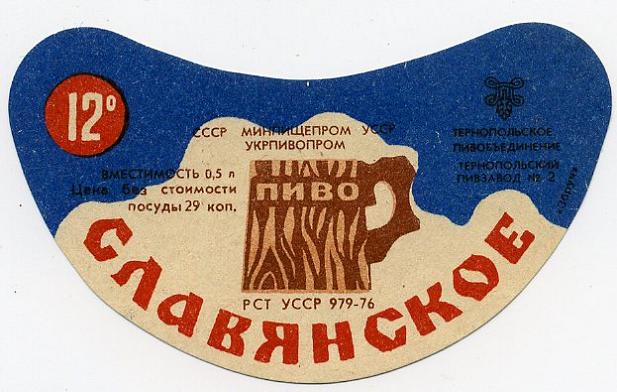 12°
СССР МИНПИЩЕПРОМ УССР
УКРПИВОПРОМ
ВМЕСТИМОСТЬ 0,5 л
Цена без стоимости
посуды 29 коп.
ТЕРНОПОЛЬСКОЕ
ПИВОБЪЕДИНЕНИЕ
ТЕРНОПОЛЬСКИЙ
ПИВЗАВОД № 2
ПИВО
РСТ УССР 979-76
СЛАВЯНСКОЕ